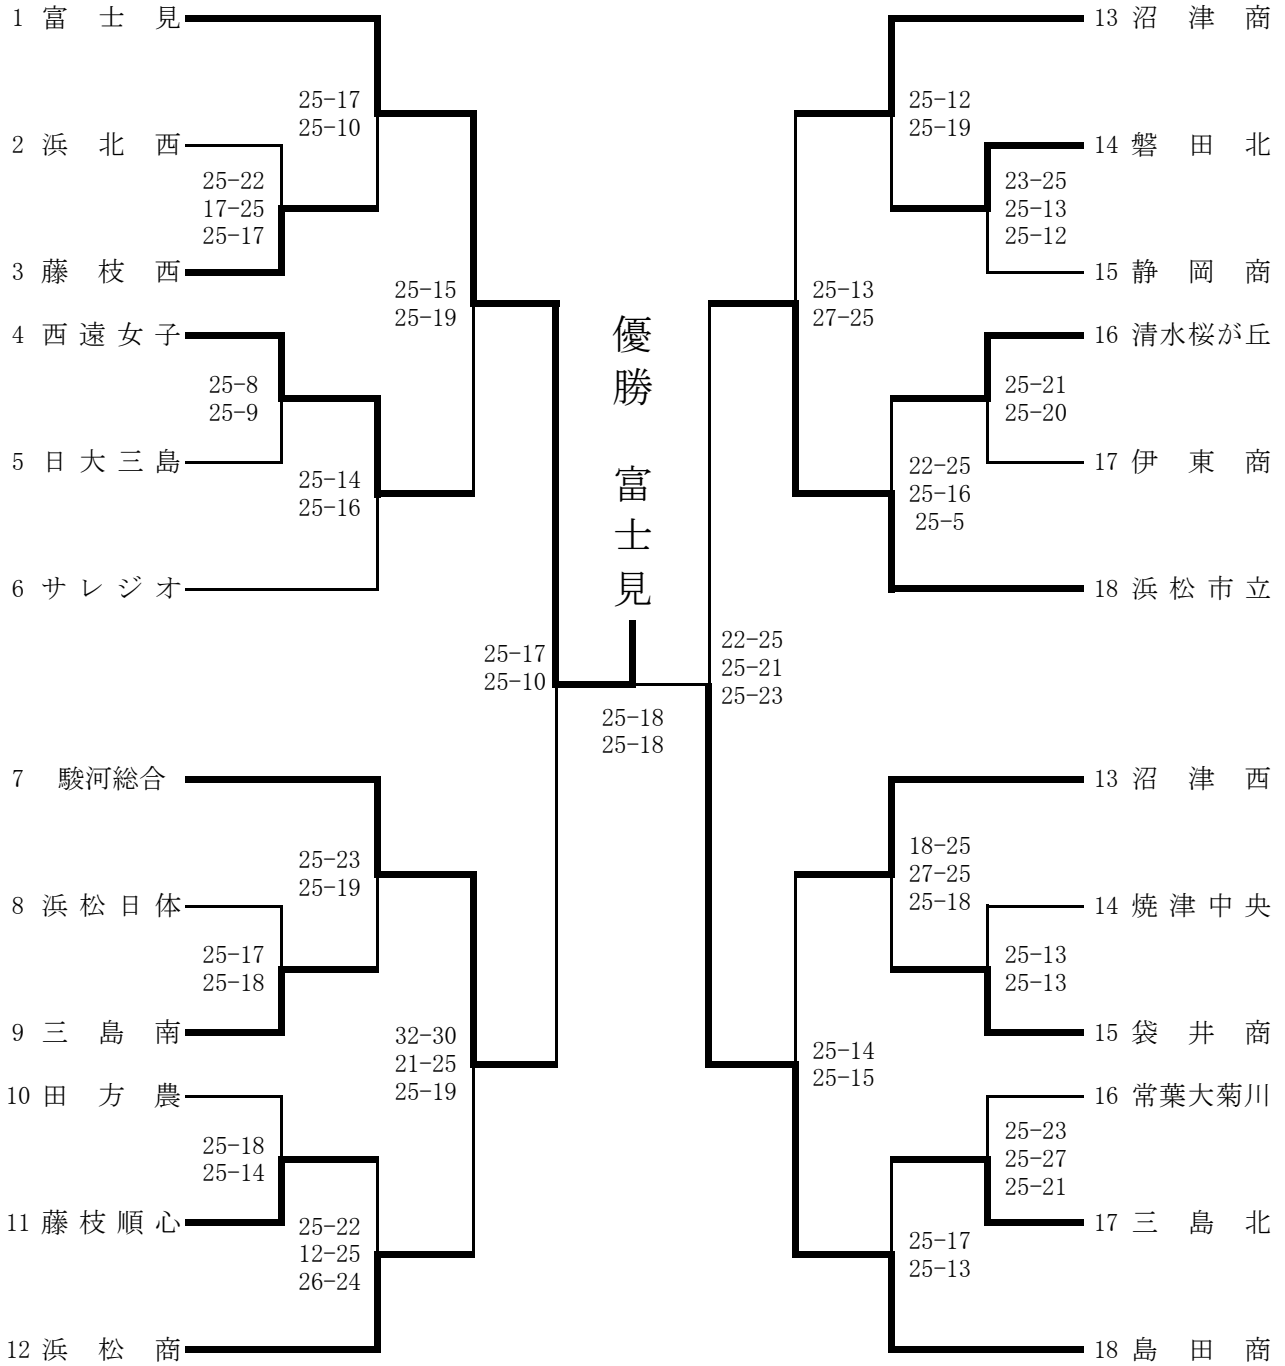 1 富士見
25-17
25-10
2 浜北西
25-22
17-25
25-17
3 藤枝西
25-15
25-19
4 西遠女子
25-8
25-9
5 日大三島
25-14
25-16
6 サレジオ
25-17
25-10
7 駿河総合
25-23
25-19
8 浜松日体
25-17
25-18
9 三島南
32-30
21-25
25-19
10 田方農
25-18
25-14
11 藤枝順心
25-22
12-25
26-24
12 浜松商
優勝 富士見
25-18
25-18
13 沼津商
25-12
25-19
14 磐田北
23-25
25-13
25-12
15 静岡商
25-13
27-25
16 清水桜が丘
25-21
25-20
17 伊東商
22-25
25-16
25-5
18 浜松市立
22-25
25-21
25-23
13 沼津西
18-25
27-25
25-18
14 焼津中央
25-13
25-13
15 袋井商
25-14
25-15
16 常葉大菊川
25-23
25-27
25-21
17 三島北
25-17
25-13
18 島田商